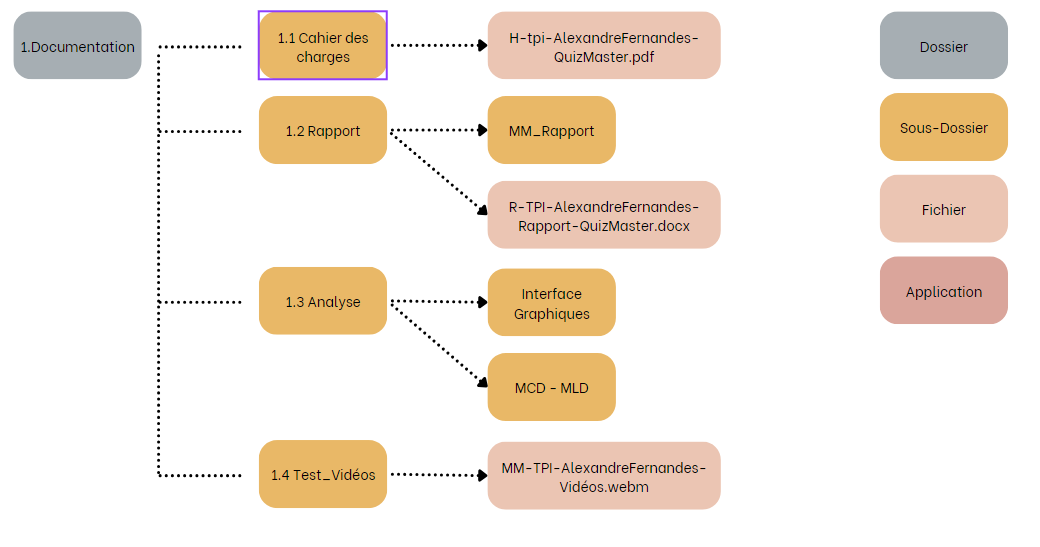 1.Documentation
1.1 Cahier des
charges
H-tpi-AlexandreFernandes-
QuizMaster.pdf
1.2 Rapport
MM_Rapport
R-TPI-AlexandreFernandes-
Rapport-QuizMaster.docx
1.3 Analyse
Interface
Graphiques
MCD - MLD
1.4 Test_Vidéos
MM-TPI-AlexandreFernandes-
Vidéos.webm
Dossier
Sous-Dossier
Fichier
Application